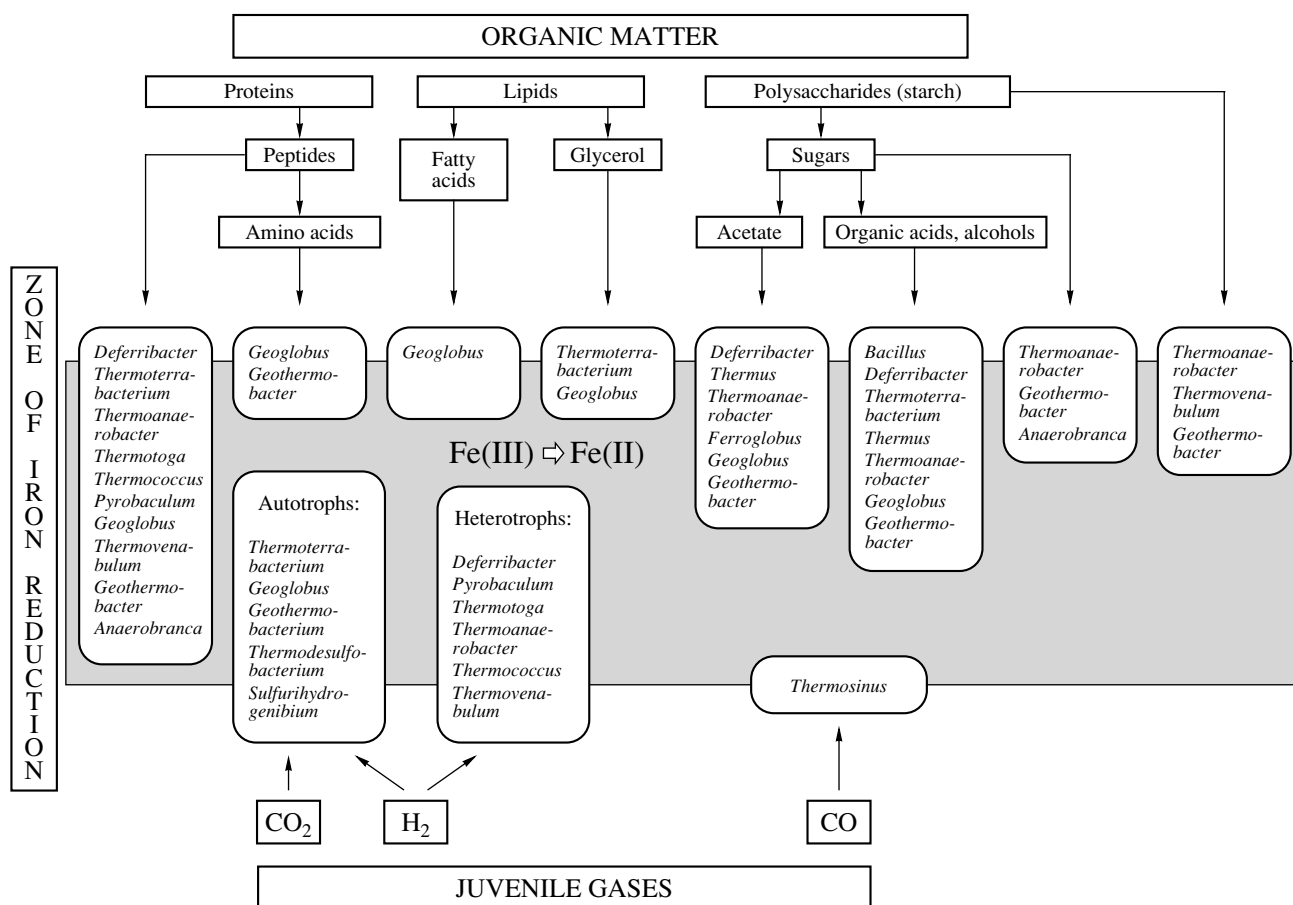 ORGANIC MATTER
Proteins
Lipids
Polysaccharides (starch)
Peptides
Fatty
acids
Glycerol
Sugars
Amino acids
Acetate
Organic acids, alcohols
ZONE OF IRON REDUCTION
Deferribacter
Thermoterra-
bacterium
Thermoanae-
robacter
Thermotoga
Thermococcus
Pyrobaculum
Geoglobus
Thermovena-
bulum
Geothermo-
bacter
Anaerobranca
Geoglobus
Geothermo-
bacter
Geoglobus
Thermoterra-
bacterium
Geoglobus
Deferribacter
Thermus
Thermoanae-
robacter
Ferroglobus
Geoglobus
Geothermo-
bacter
Bacillus
Deferribacter
Thermoterra-
bacterium
Thermus
Thermoanae-
robacter
Geoglobus
Geothermo-
bacter
Thermoanae-
robacter
Geothermo-
bacter
Anaerobranca
Thermoanae-
robacter
Thermovena-
bulum
Geothermo-
bacter
Fe(III) ⇨ Fe(II)
Autotrophs:
Thermoterra-
bacterium
Geoglobus
Geothermo-
bacterium
Thermodesulfo-
bacterium
Sulfurihydro-
genibium
Heterotrophs:
Deferribacter
Pyrobaculum
Thermotoga
Thermoanae-
robacter
Thermococcus
Thermovena-
bulum
Thermosinus
CO₂
H₂
CO
JUVENILE GASES